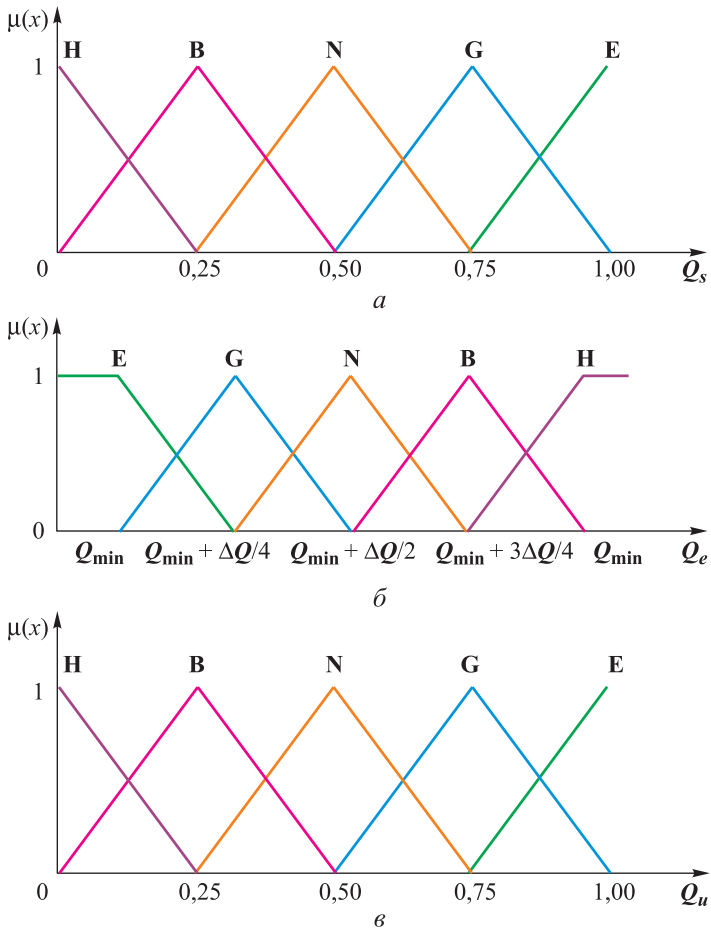 μ(x)
H B N G E
1
0 0,25 0,50 0,75 1,00 Qs
а
μ(x)
E G N B H
1
0
Qmin Qmin + ΔQ/4 Qmin + ΔQ/2 Qmin + 3ΔQ/4 Qmin Qe
б
μ(x)
H B N G E
1
0 0,25 0,50 0,75 1,00 Qu
в